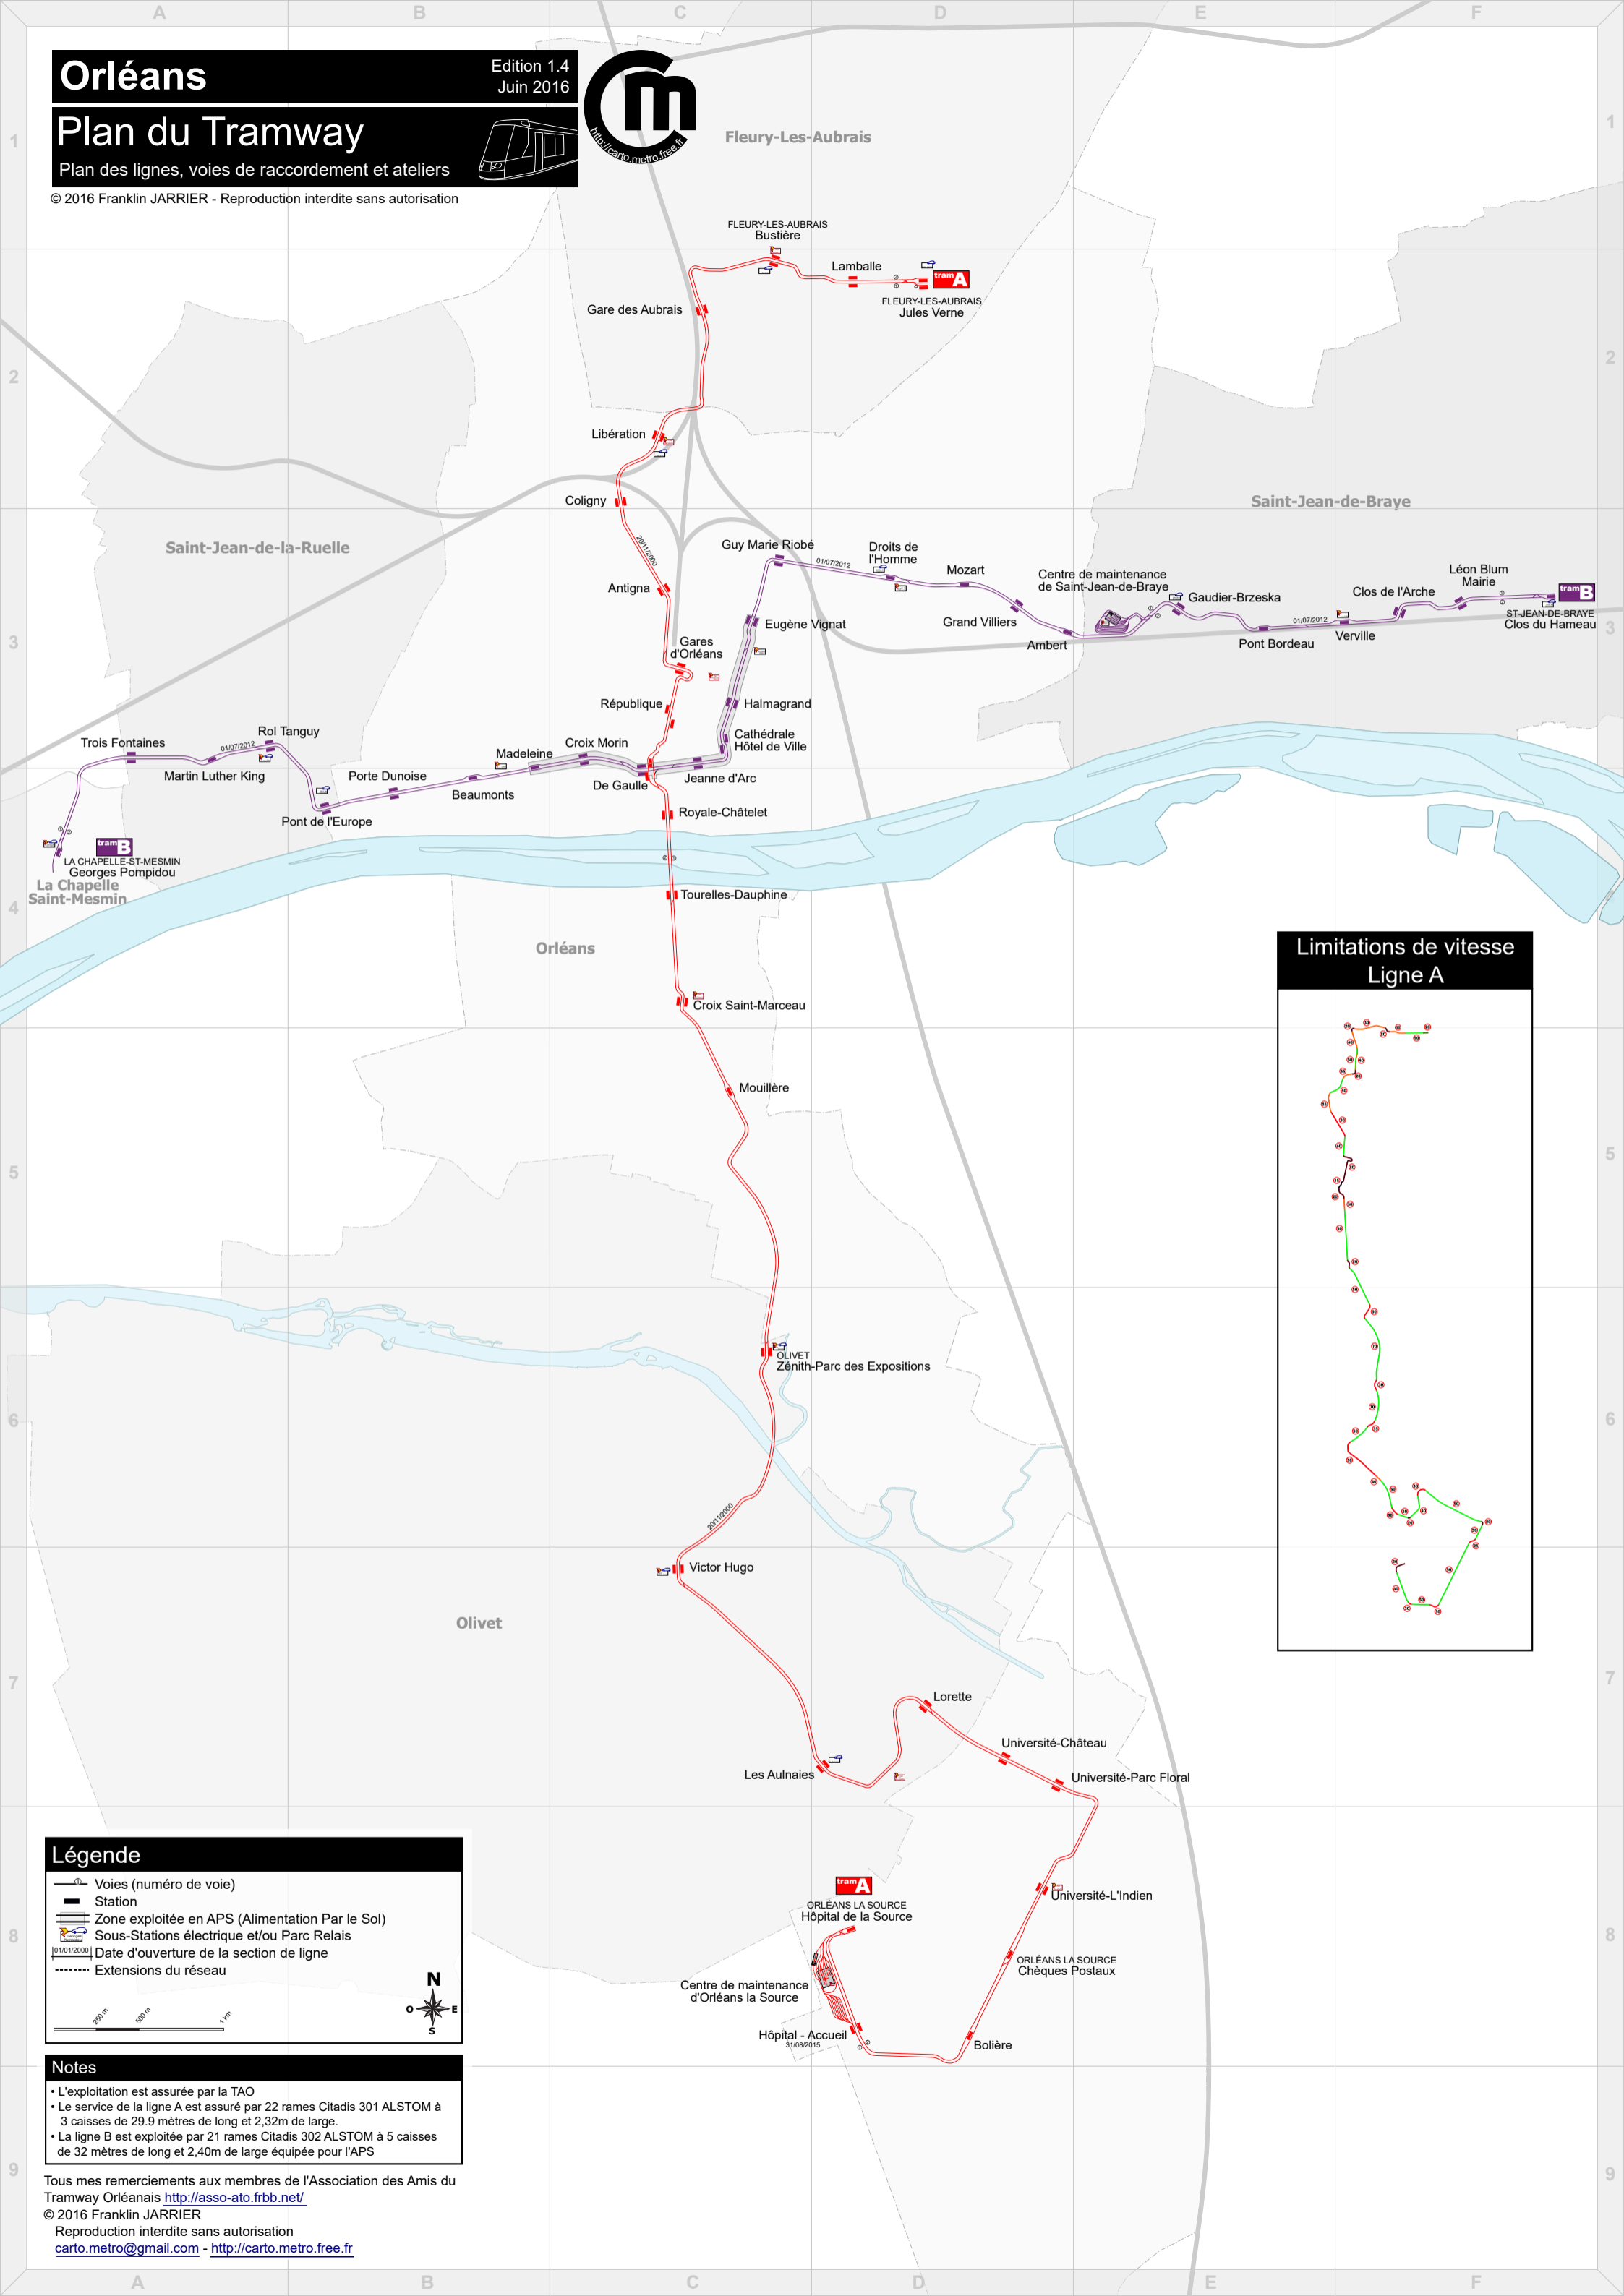 A
B
C
D
E
F
Orléans
Edition 1.4
Juin 2016
Plan du Tramway
Plan des lignes, voies de raccordement et ateliers
© 2016 Franklin JARRIER - Reproduction interdite sans autorisation
m
http://carto.metro.free.fr
1
1
Fleury-Les-Aubrais
FLEURY-LES-AUBRAIS
Bustière
Lamballe
tram A
FLEURY-LES-AUBRAIS
Jules Verne
Gare des Aubrais
2
2
Libération
Coligny
Saint-Jean-de-Braye
Saint-Jean-de-la-Ruelle
20/11/2000
Guy Marie Riobé
01/07/2012
Droits de
l'Homme
Mozart
Centre de maintenance
de Saint-Jean-de-Braye
Léon Blum
Mairie
Antigna
Clos de l'Arche
tram B
Gaudier-Brzeska
ST-JEAN-DE-BRAYE
Clos du Hameau
Grand Villiers
01/07/2012
Eugène Vignat
Verville
3
3
Gares
d'Orléans
Ambert
Pont Bordeau
République
Halmagrand
Rol Tanguy
Cathédrale
Hôtel de Ville
Trois Fontaines
01/07/2012
Croix Morin
Madeleine
Martin Luther King
Porte Dunoise
De Gaulle
Jeanne d'Arc
Beaumonts
Royale-Châtelet
Pont de l'Europe
tram B
LA CHAPELLE-ST-MESMIN
Georges Pompidou
La Chapelle
Saint-Mesmin
Tourelles-Dauphine
4
Orléans
Limitations de vitesse
Ligne A
Croix Saint-Marceau
Mouillère
5
5
OLIVET
Zénith-Parc des Expositions
6
6
20/11/2000
Victor Hugo
Olivet
7
7
Lorette
Université-Château
Les Aulnaies
Université-Parc Floral
Légende
Voies (numéro de voie)
Station
Zone exploitée en APS (Alimentation Par le Sol)
Sous-Stations électrique et/ou Parc Relais
01/01/2000
Date d'ouverture de la section de ligne
Extensions du réseau
250 m
500 m
1 km
N
O
E
S
tram A
ORLÉANS LA SOURCE
Hôpital de la Source
Université-L'Indien
8
8
ORLÉANS LA SOURCE
Chèques Postaux
Centre de maintenance
d'Orléans la Source
Hôpital - Accueil
31/08/2015
Bolière
Notes
• L'exploitation est assurée par la TAO
• Le service de la ligne A est assuré par 22 rames Citadis 301 ALSTOM à
3 caisses de 29.9 mètres de long et 2,32m de large.
• La ligne B est exploitée par 21 rames Citadis 302 ALSTOM à 5 caisses
de 32 mètres de long et 2,40m de large équipée pour l'APS
9
9
Tous mes remerciements aux membres de l'Association des Amis du
Tramway Orléanais http://asso-ato.frbb.net/
© 2016 Franklin JARRIER
Reproduction interdite sans autorisation
carto.metro@gmail.com - http://carto.metro.free.fr
A
B
C
D
E
F